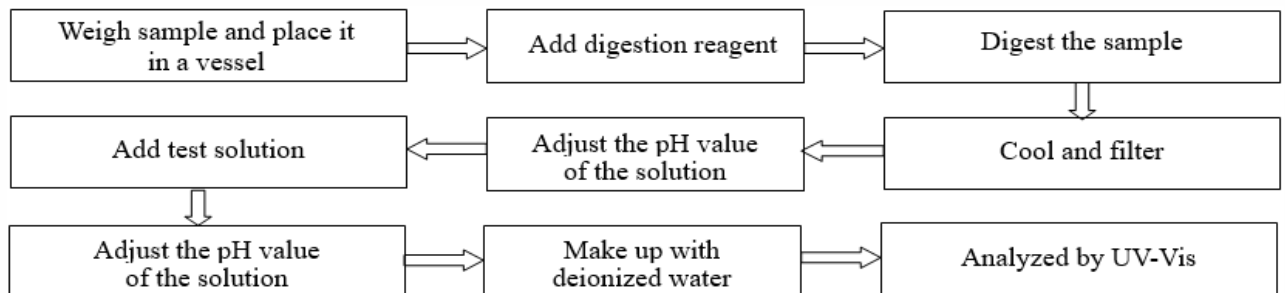 Weigh sample and place it
in a vessel
Add digestion reagent
Digest the sample
Cool and filter
Adjust the pH value
of the solution
Add test solution
Adjust the pH value
of the solution
Make up with
deionized water
Analyzed by UV-Vis